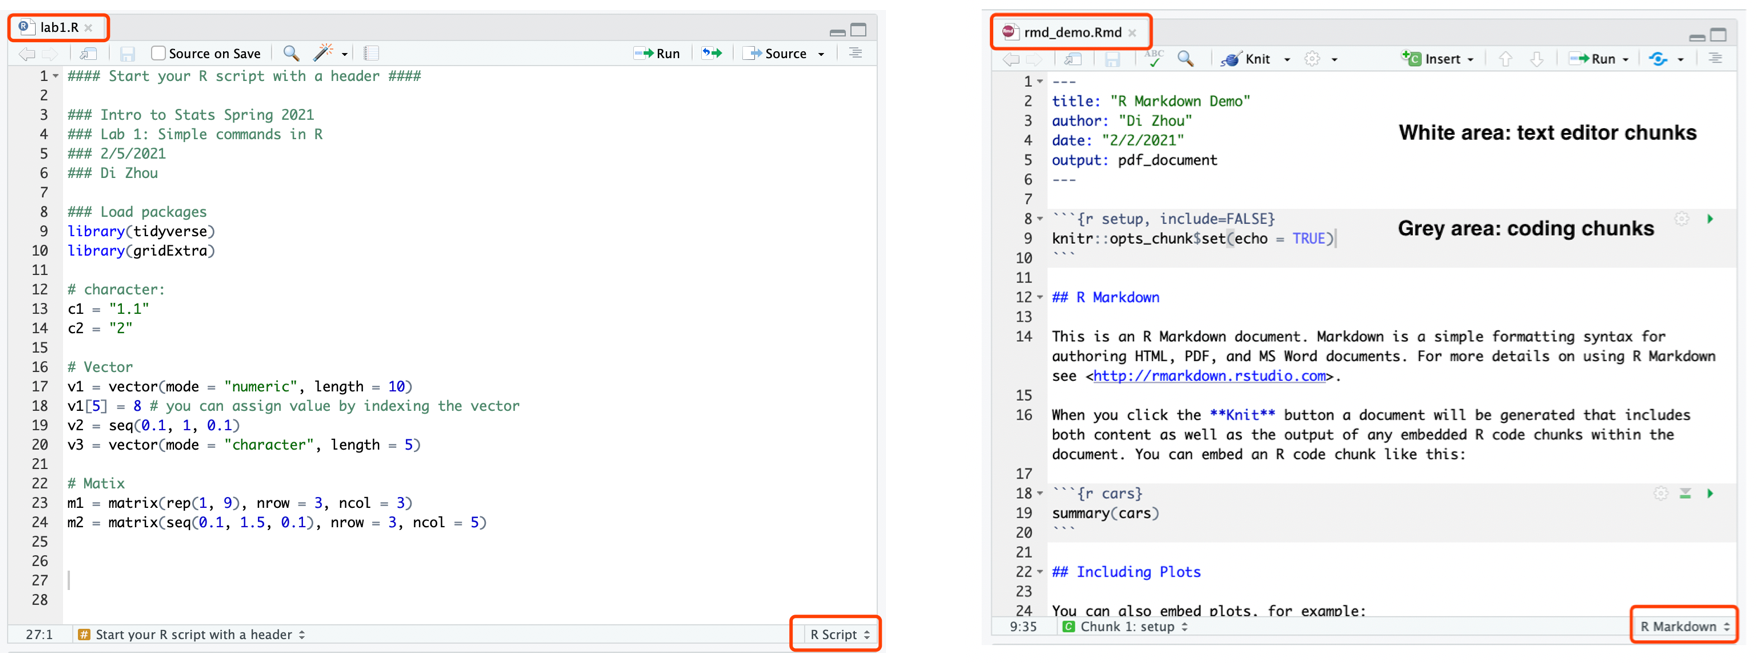 lab1.R
Source on Save
Run
Source
1 #### Start your R script with a header ####
2
3 ### Intro to Stats Spring 2021
4 ### Lab 1: Simple commands in R
5 ### 2/5/2021
6 ### Di Zhou
7
8 ### Load packages
9 library(tidyverse)
10 library(gridExtra)
11
12 # character:
13 c1 = "1.1"
14 c2 = "2"
15
16 # Vector
17 v1 = vector(mode = "numeric", length = 10)
18 v1[5] = 8 # you can assign value by indexing the vector
19 v2 = seq(0.1, 1, 0.1)
20 v3 = vector(mode = "character", length = 5)
21
22 # Matix
23 m1 = matrix(rep(1, 9), nrow = 3, ncol = 3)
24 m2 = matrix(seq(0.1, 1.5, 0.1), nrow = 3, ncol = 5)
25
26
27
28
27:1 # Start your R script with a header
R Script
rmd_demo.Rmd
ABC
Knit
Insert
Run
1 ---
2 title: "R Markdown Demo"
3 author: "Di Zhou"
4 date: "2/2/2021"
5 output: pdf_document
6 ---
7
White area: text editor chunks
8 ```{r setup, include=FALSE}
9 knitr::opts_chunk$set(echo = TRUE)
10 ```
Grey area: coding chunks
11
12 ## R Markdown
13
14 This is an R Markdown document. Markdown is a simple formatting syntax for
authoring HTML, PDF, and MS Word documents. For more details on using R Markdown
see <http://rmarkdown.rstudio.com>.
15
16 When you click the **Knit** button a document will be generated that includes
both content as well as the output of any embedded R code chunks within the
document. You can embed an R code chunk like this:
17
18 ```{r cars}
19 summary(cars)
20 ```
21
22 ## Including Plots
23
24 You can also embed plots, for example:
9:35 C Chunk 1: setup
R Markdown